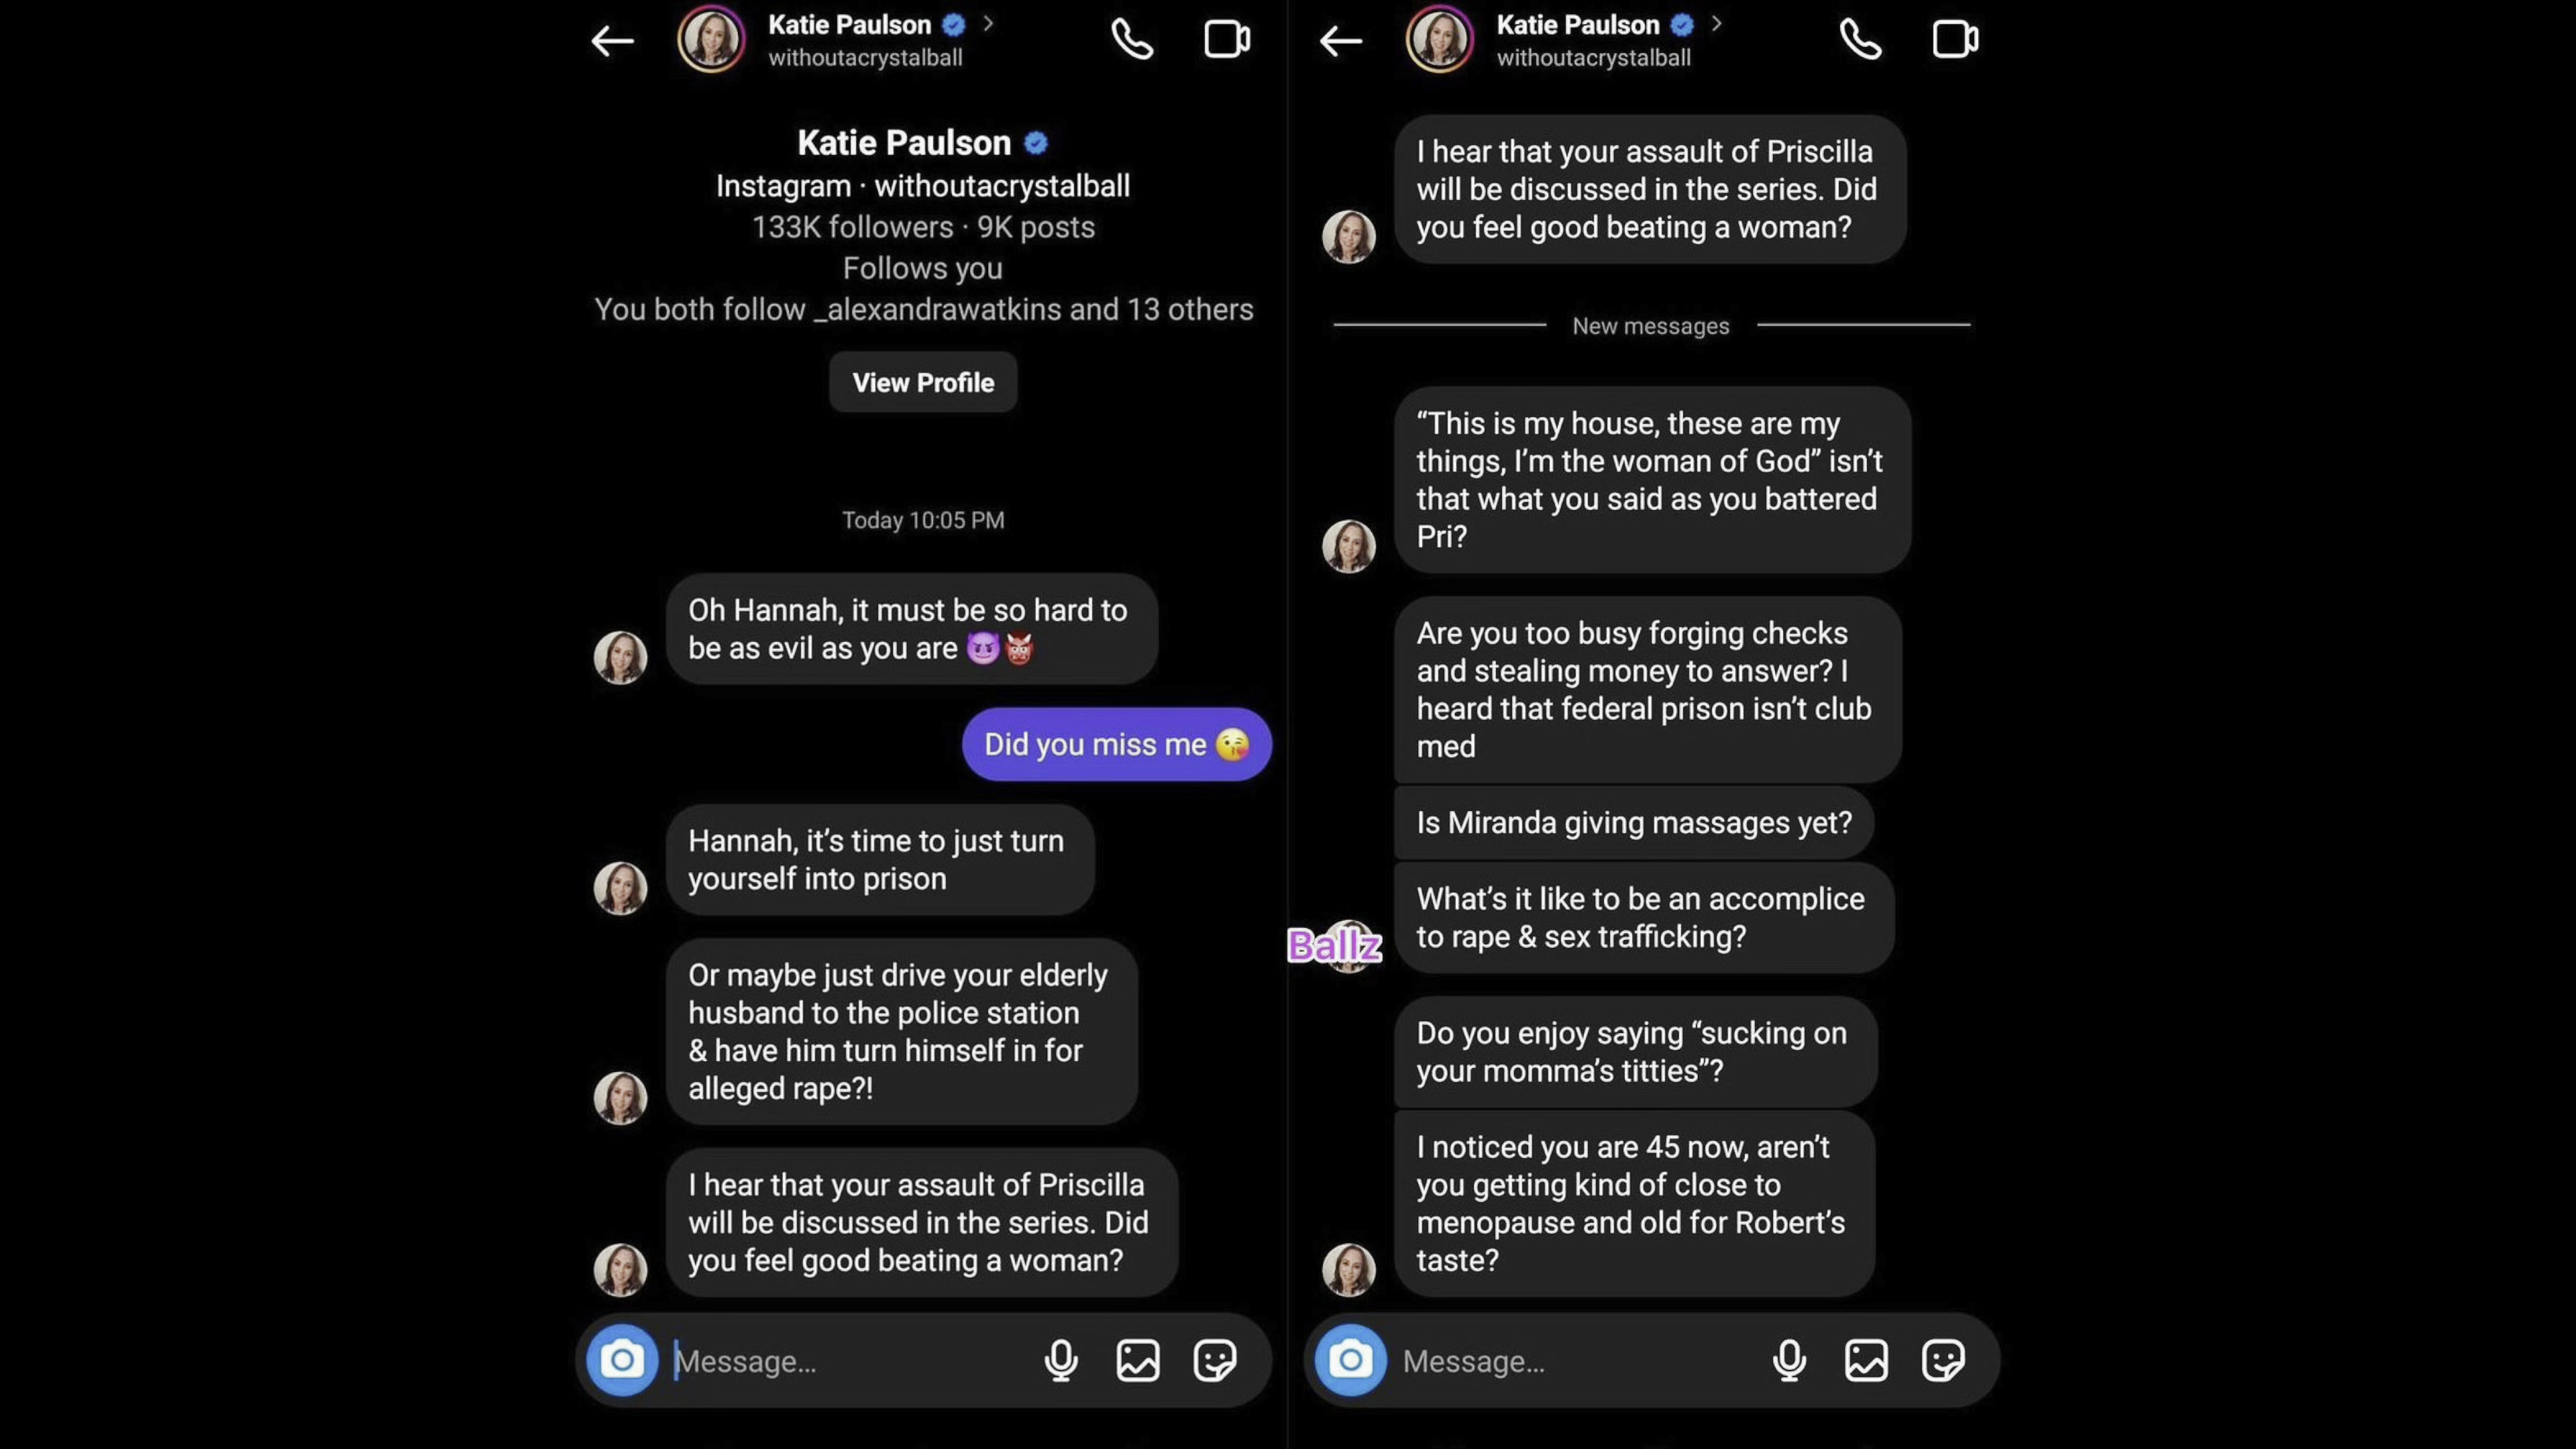 Katie Paulson
withoutacrystalball
Katie Paulson
Instagram · withoutacrystalball
133K followers · 9K posts
Follows you
You both follow _alexandrawatkins and 13 others
View Profile
Today 10:05 PM
Oh Hannah, it must be so hard to
be as evil as you are 😈👹
Did you miss me 😘
Hannah, it’s time to just turn
yourself into prison
Or maybe just drive your elderly
husband to the police station
& have him turn himself in for
alleged rape?!
I hear that your assault of Priscilla
will be discussed in the series. Did
you feel good beating a woman?
Message…
Katie Paulson
withoutacrystalball
I hear that your assault of Priscilla
will be discussed in the series. Did
you feel good beating a woman?
New messages
“This is my house, these are my
things, I’m the woman of God” isn’t
that what you said as you battered
Pri?
Are you too busy forging checks
and stealing money to answer? I
heard that federal prison isn’t club
med
Is Miranda giving massages yet?
What’s it like to be an accomplice
to rape & sex trafficking?
Ballz
Do you enjoy saying “sucking on
your momma’s titties”?
I noticed you are 45 now, aren’t
you getting kind of close to
menopause and old for Robert’s
taste?
Message…